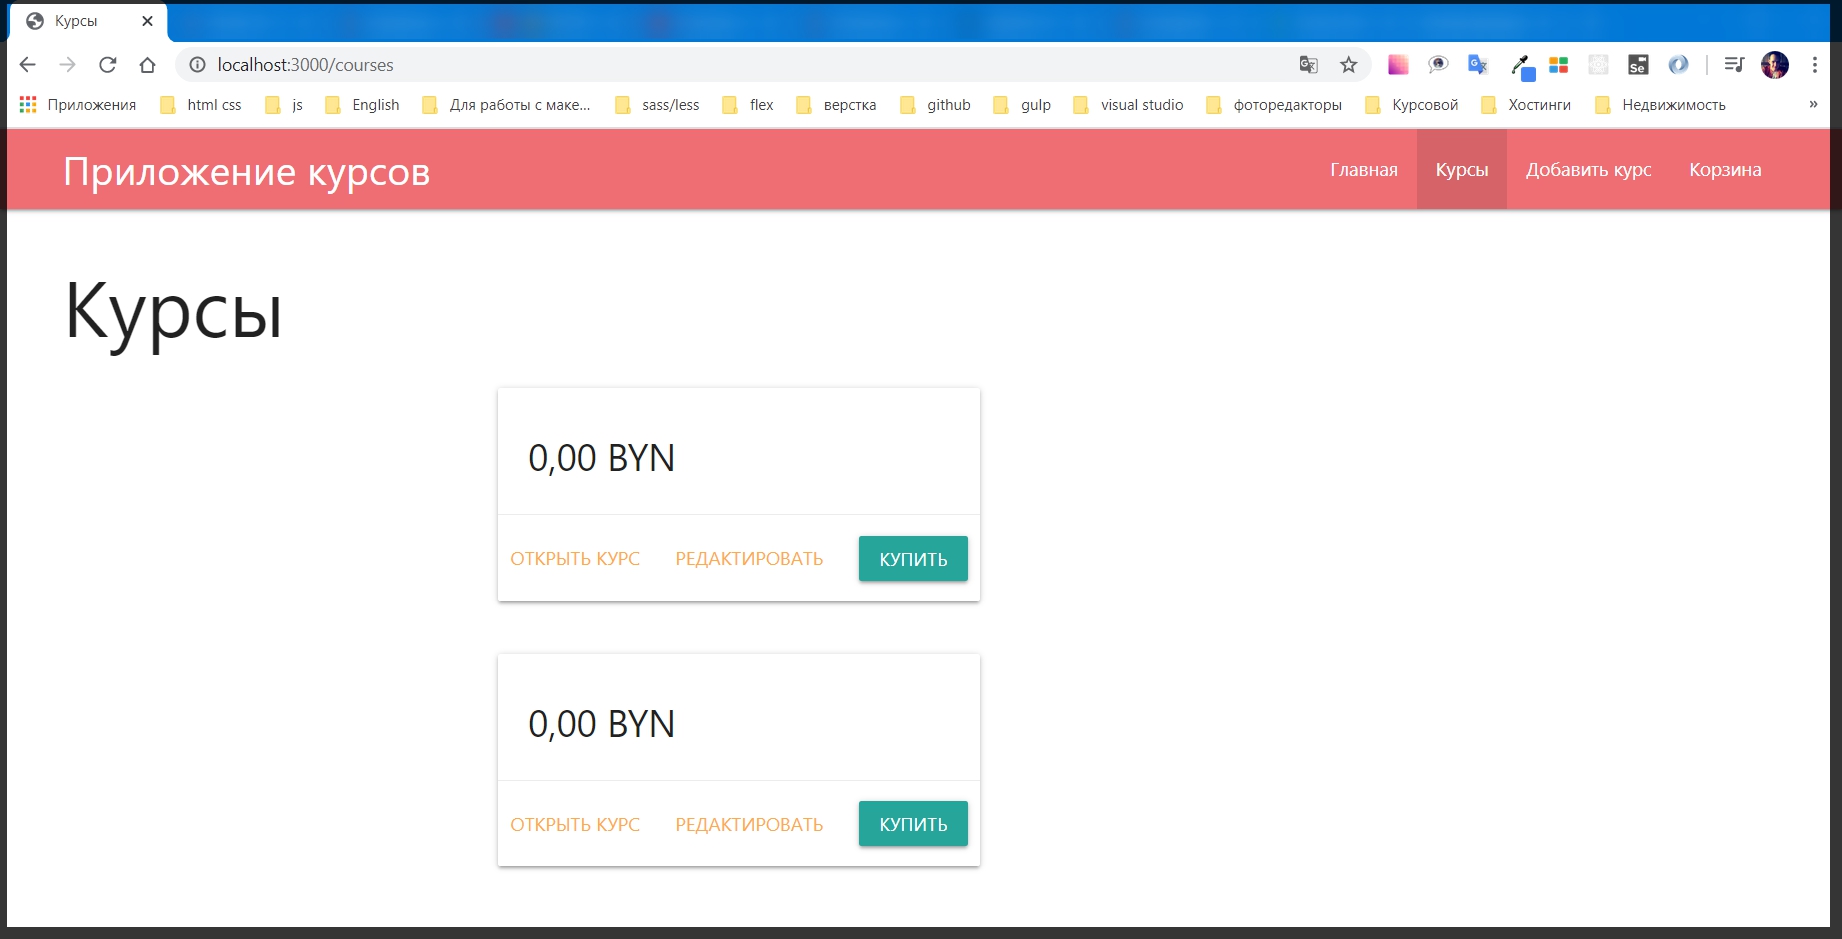 Курсы
localhost:3000/courses
Приложения html css js English Для работы с маке... sass/less flex верстка github gulp visual studio фоторедакторы Курсовой Хостинги Недвижимость »
Приложение курсов Главная Курсы Добавить курс Корзина
Курсы
0,00 BYN
ОТКРЫТЬ КУРС РЕДАКТИРОВАТЬ КУПИТЬ
0,00 BYN
ОТКРЫТЬ КУРС РЕДАКТИРОВАТЬ КУПИТЬ